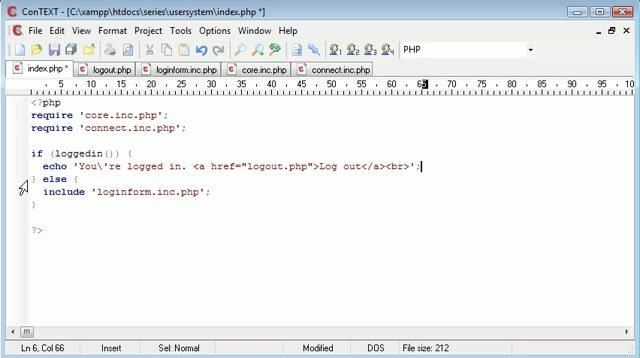 ConTEXT - [C:\xampp\htdocs\series\usersystem\index.php *]
File Edit View Format Project Tools Options Window Help
PHP
index.php * logout.php loginform.inc.php core.inc.php connect.inc.php
10 15 20 25 30 35 40 45 50 55 60 65 70 75 80 85 90 95 10
<?php
require 'core.inc.php';
require 'connect.inc.php';
if (loggedin()) {
echo 'You\'re logged in. <a href="logout.php">Log out</a><br>';
} else {
include 'loginform.inc.php';
}
?>
Ln 6, Col 66 Insert Sel: Normal Modified DOS File size: 212